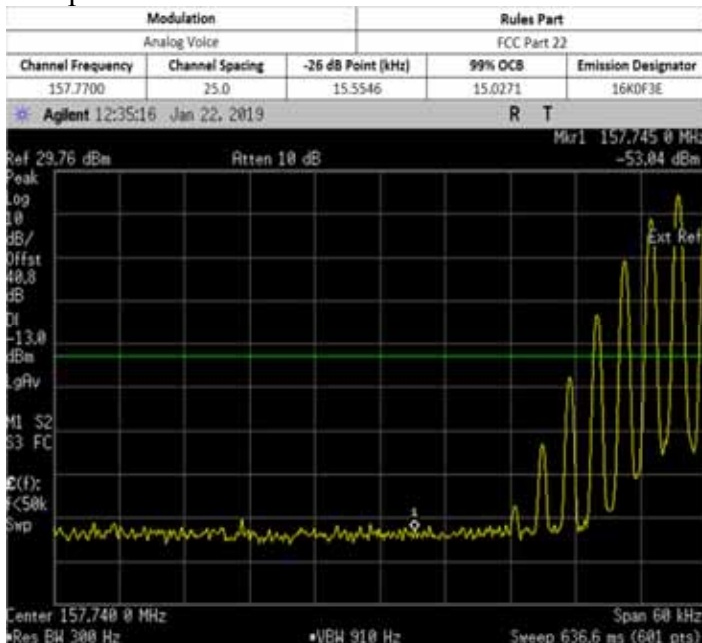 Modulation Rules Part
Analog Voice FCC Part 22
Channel Frequency Channel Spacing -26 dB Point (kHz) 99% OCB Emission Designator
157.7700 25.0 15.5546 15.0271 16K0F3E
Agilent 12:35:16 Jan 22, 2019 R T
Mkr1 157.745 0 MHz
Ref 29.76 dBm Atten 10 dB -53.04 dBm
Peak
Log
10
dB/
Offst
40.8
dB
DI
-13.0
dBm
LgAv
M1 S2
S3 FC
£(f):
f<50k
Swp
Ext Ref
1
Center 157.740 0 MHz Span 60 kHz
#Res BW 300 Hz #VBW 910 Hz Sweep 636.6 ms (601 pts)